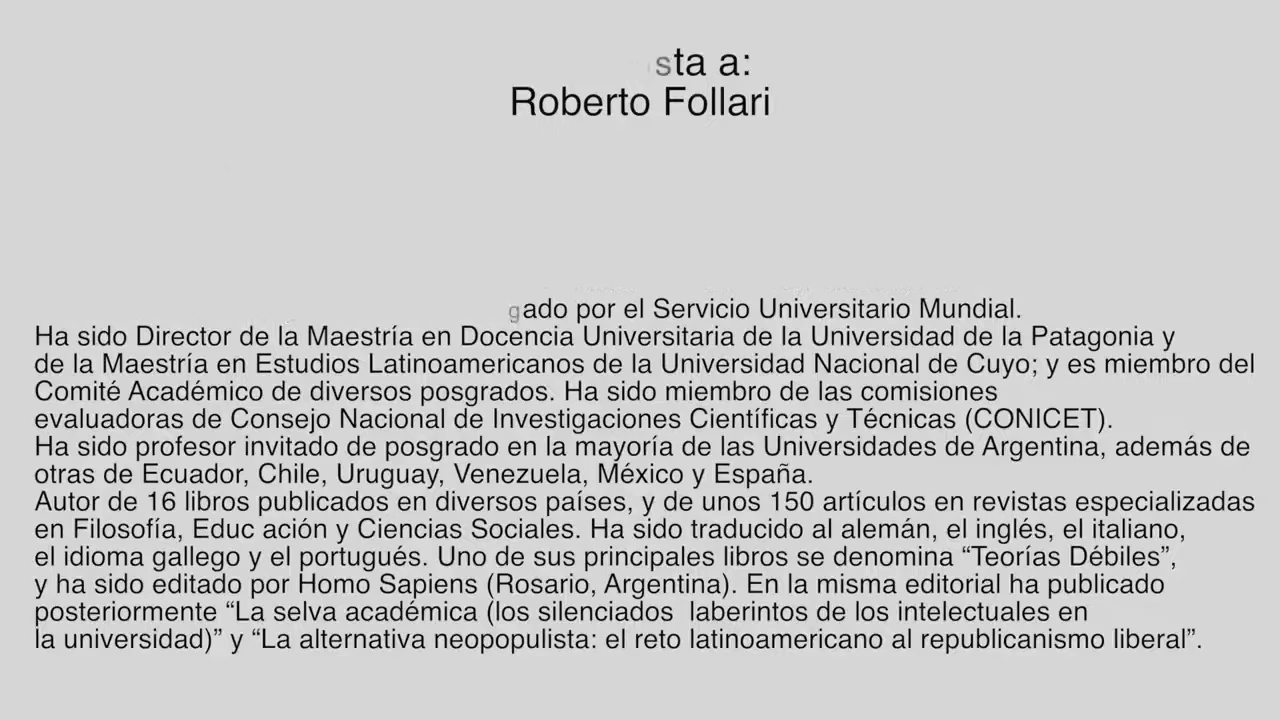 sta a:
Roberto Follari
gado por el Servicio Universitario Mundial.
Ha sido Director de la Maestría en Docencia Universitaria de la Universidad de la Patagonia y
de la Maestría en Estudios Latinoamericanos de la Universidad Nacional de Cuyo; y es miembro del
Comité Académico de diversos posgrados. Ha sido miembro de las comisiones
evaluadoras de Consejo Nacional de Investigaciones Científicas y Técnicas (CONICET).
Ha sido profesor invitado de posgrado en la mayoría de las Universidades de Argentina, además de
otras de Ecuador, Chile, Uruguay, Venezuela, México y España.
Autor de 16 libros publicados en diversos países, y de unos 150 artículos en revistas especializadas
en Filosofía, Educ ación y Ciencias Sociales. Ha sido traducido al alemán, el inglés, el italiano,
el idioma gallego y el portugués. Uno de sus principales libros se denomina “Teorías Débiles”,
y ha sido editado por Homo Sapiens (Rosario, Argentina). En la misma editorial ha publicado
posteriormente “La selva académica (los silenciados  laberintos de los intelectuales en
la universidad)” y “La alternativa neopopulista: el reto latinoamericano al republicanismo liberal”.